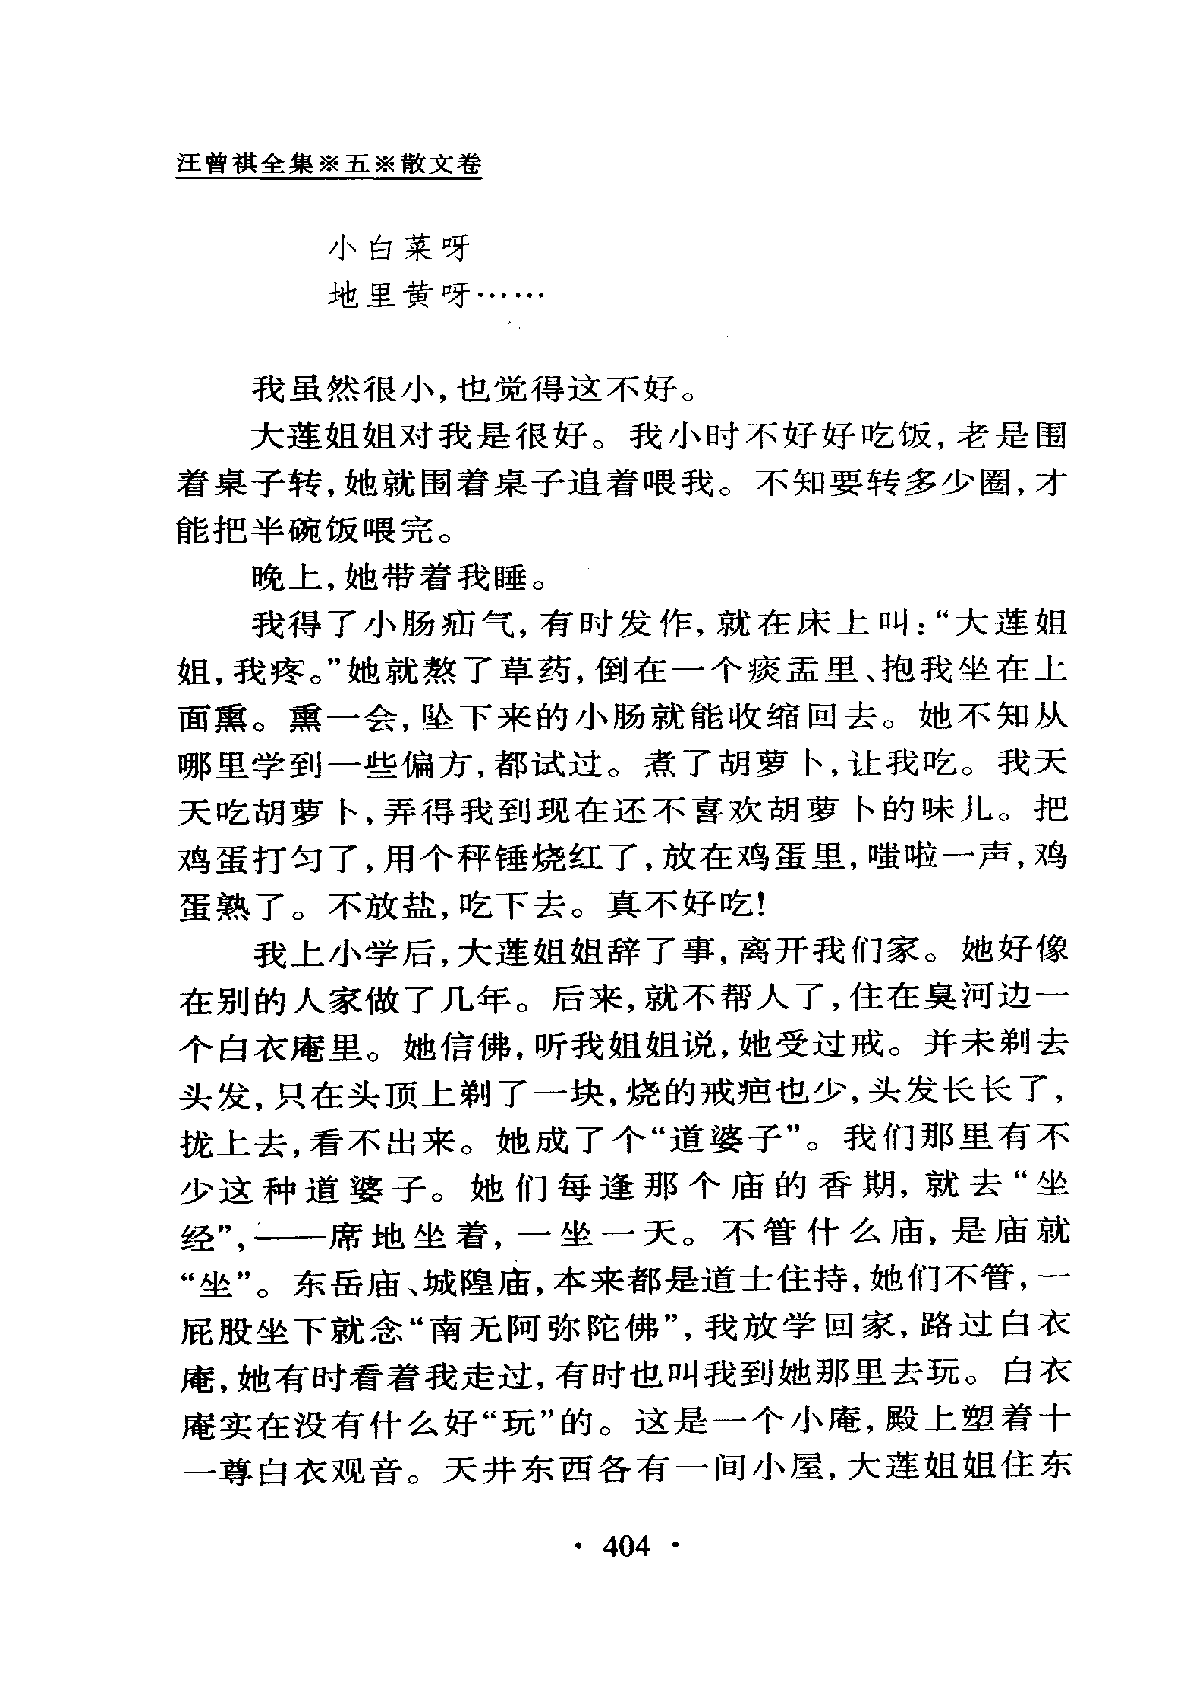 汪曾祺全集※五※散文卷
小白菜呀
地里黄呀……
我虽然很小,也觉得这不好。
大莲姐姐对我是很好。我小时不好好吃饭,老是围
着桌子转,她就围着桌子追着喂我。不知要转多少圈,才
能把半碗饭喂完。
晚上,她带着我睡。
我得了小肠疝气,有时发作,就在床上叫:“大莲姐
姐,我疼。”她就熬了草药,倒在一个痰盂里、抱我坐在上
面熏。熏一会,坠下来的小肠就能收缩回去。她不知从
哪里学到一些偏方,都试过。煮了胡萝卜,让我吃。我天
天吃胡萝卜,弄得我到现在还不喜欢胡萝卜的味儿。把
鸡蛋打匀了,用个秤锤烧红了,放在鸡蛋里,嗤啦一声,鸡
蛋熟了。不放盐,吃下去。真不好吃!
我上小学后,大莲姐姐辞了事,离开我们家。她好像
在别的人家做了几年。后来,就不帮人了,住在臭河边一
个白衣庵里。她信佛,听我姐姐说,她受过戒。并未剃去
头发,只在头顶上剃了一块,烧的戒疤也少,头发长长了,
拢上去,看不出来。她成了个“道婆子”。我们那里有不
少这种道婆子。她们每逢那个庙的香期,就去“坐
经”,——席地坐着,一坐一天。不管什么庙,是庙就
“坐”。东岳庙、城隍庙,本来都是道士住持,她们不管,一
屁股坐下就念“南无阿弥陀佛”,我放学回家,路过白衣
庵,她有时看着我走过,有时也叫我到她那里去玩。白衣
庵实在没有什么好“玩”的。这是一个小庵,殿上塑着十
一尊白衣观音。天井东西各有一间小屋,大莲姐姐住东
· 404 ·